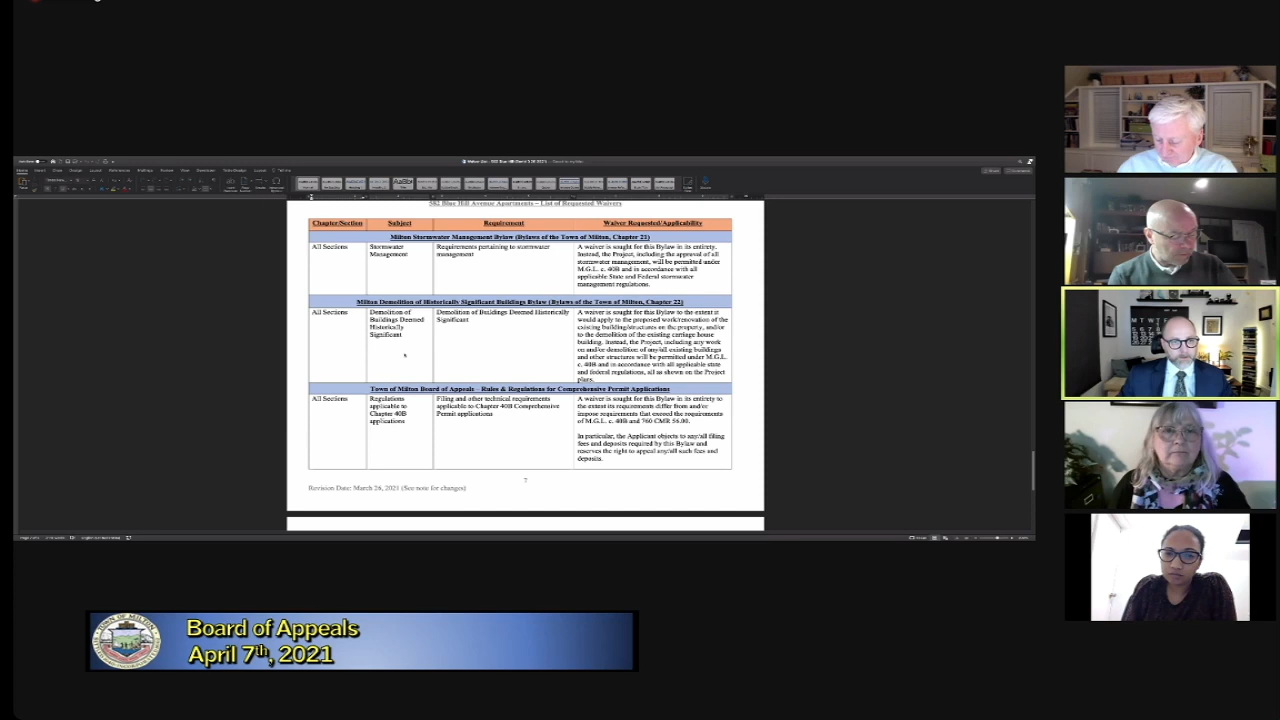 582 Blue Hill Avenue Apartments – List of Requested Waivers
Chapter/Section Subject Requirement Waiver Requested/Applicability
Milton Stormwater Management Bylaw (Bylaws of the Town of Milton, Chapter 21)
All Sections
Stormwater
Management
Requirements pertaining to stormwater
management
A waiver is sought for this Bylaw in its entirety.
Instead, the Project, including the approval of all
stormwater management, will be permitted under
M.G.L. c. 40B and in accordance with all
applicable State and Federal stormwater
management regulations.
Milton Demolition of Historically Significant Buildings Bylaw (Bylaws of the Town of Milton, Chapter 22)
All Sections
Demolition of
Buildings Deemed
Historically
Significant
Demolition of Buildings Deemed Historically
Significant
A waiver is sought for this Bylaw to the extent it
would apply to the proposed work/renovation of the
existing building/structures on the property, and/or
to the demolition of the existing carriage house
building. Instead, the Project, including any work
on and/or demolition of any/all existing buildings
and other structures will be permitted under M.G.L.
c. 40B and in accordance with all applicable state
and federal regulations, all as shown on the Project
plans.
Town of Milton Board of Appeals – Rules & Regulations for Comprehensive Permit Applications
All Sections
Regulations
applicable to
Chapter 40B
applications
Filing and other technical requirements
applicable to Chapter 40B Comprehensive
Permit applications
A waiver is sought for this Bylaw in its entirety to
the extent its requirements differ from and/or
impose requirements that exceed the requirements
of M.G.L. c. 40B and 760 CMR 56.00.
In particular, the Applicant objects to any/all filing
fees and deposits required by this Bylaw and
reserves the right to appeal any/all such fees and
deposits.
7
Revision Date: March 26, 2021 (See note for changes)
Board of Appeals
April 7th, 2021